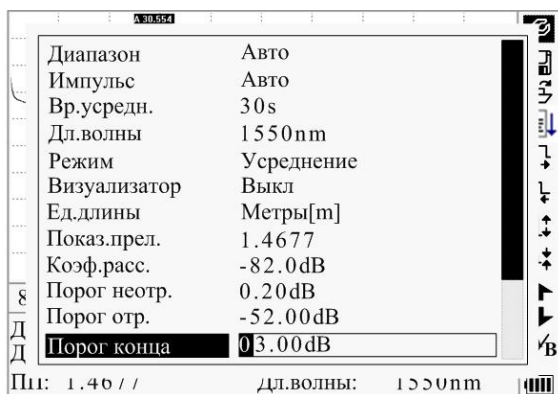 A 30.554
Диапазон Авто
Импульс Авто
Вр.усредн. 30s
Дл.волны 1550nm
Режим Усреднение
Визуализатор Выкл
Ед.длины Метры[m]
Показ.прел. 1.4677
Коэф.расс. -82.0dB
Порог неотр. 0.20dB
Порог отр. -52.00dB
Порог конца 03.00dB
8
Д
Д
B
ПП: 1.4677 Дл.волны: 1550nm